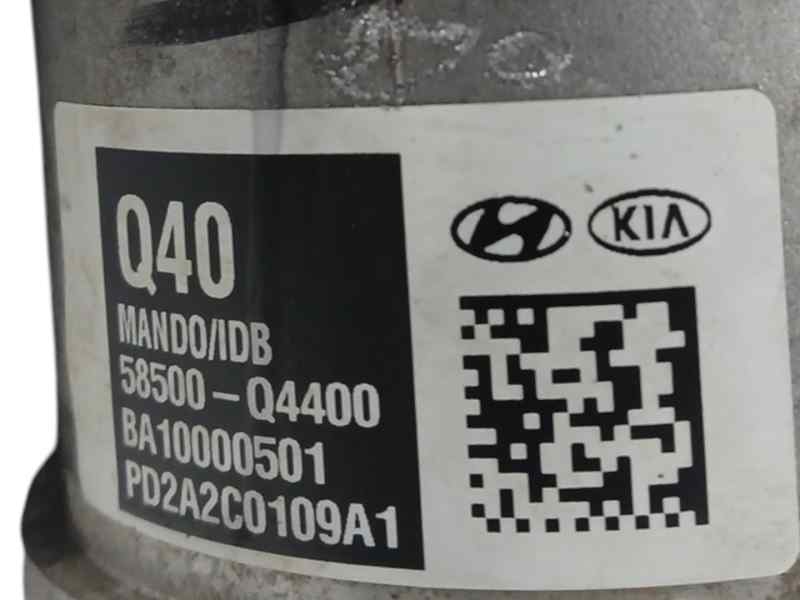 Q40
MANDO/IDB
58500-Q4400
BA10000501
PD2A2C0109A1
KIA